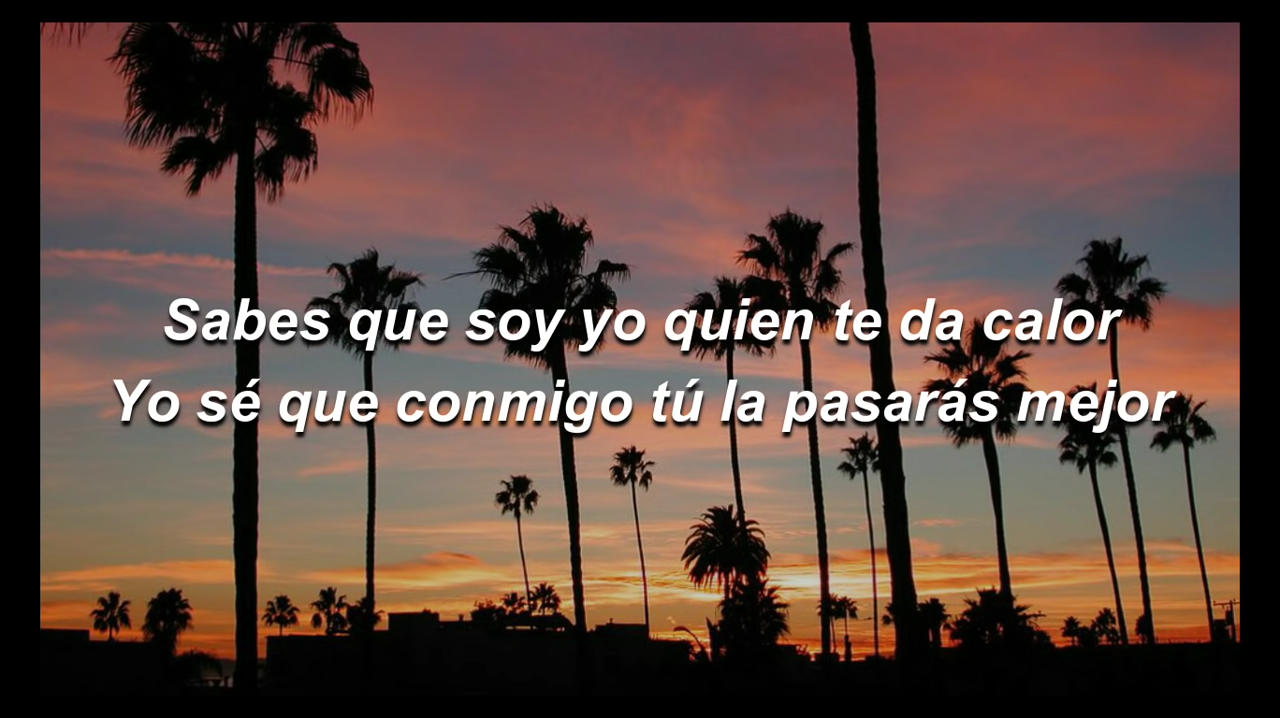 Sabes que soy yo quien te da calor
Yo sé que conmigo tú la pasarás mejor